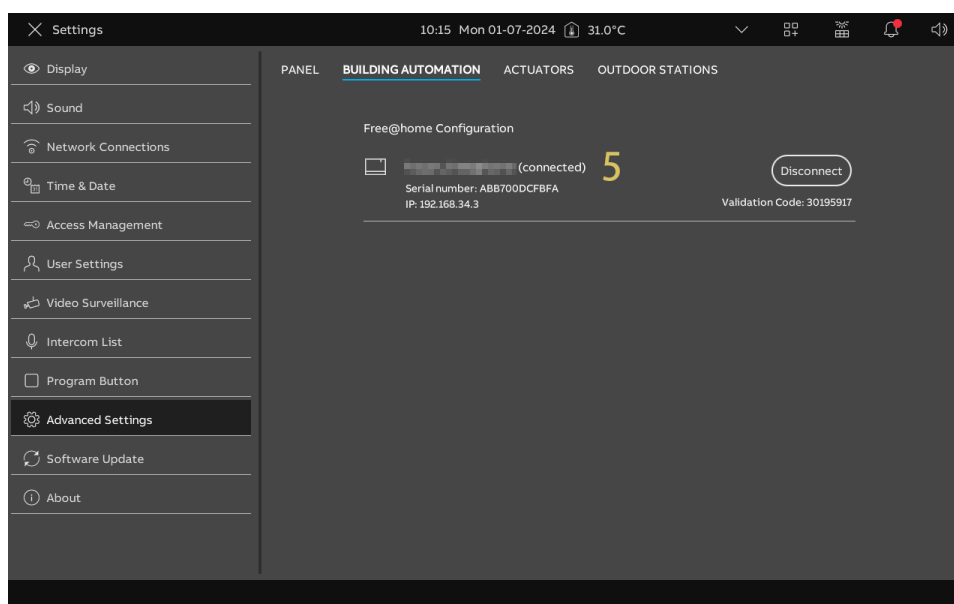 Settings
10:15 Mon 01-07-2024 31.0°C
Display
Sound
Network Connections
Time & Date
Access Management
User Settings
Video Surveillance
Intercom List
Program Button
Advanced Settings
Software Update
About
PANEL BUILDING AUTOMATION ACTUATORS OUTDOOR STATIONS
Free@home Configuration
(connected) 5
Serial number: ABB700DCFBFA
IP: 192.168.34.3
Disconnect
Validation Code: 30195917